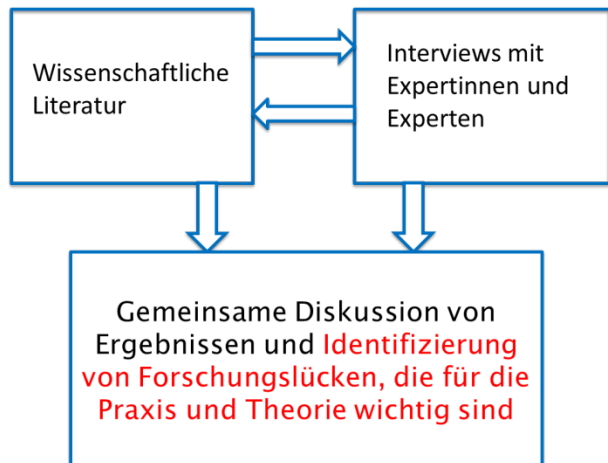 Wissenschaftliche
Literatur
Interviews mit
Expertinnen und
Experten
Gemeinsame Diskussion von
Ergebnissen und Identifizierung
von Forschungslücken, die für die
Praxis und Theorie wichtig sind